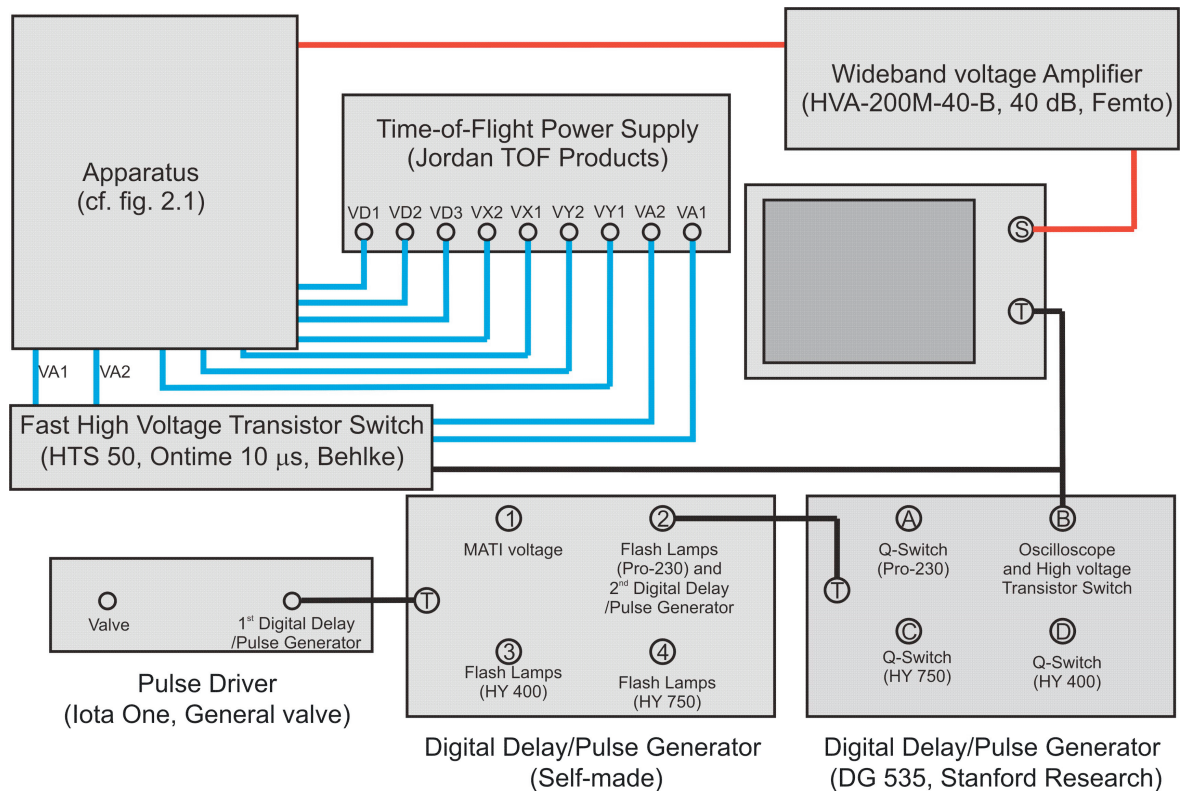 Apparatus
(cf. fig. 2.1)
Wideband voltage Amplifier
(HVA-200M-40-B, 40 dB, Femto)
Time-of-Flight Power Supply
(Jordan TOF Products)
VD1 VD2 VD3 VX2 VX1 VY2 VY1 VA2 VA1
S
T
VA1 VA2
Fast High Voltage Transistor Switch
(HTS 50, Ontime 10 μs, Behlke)
Valve
1st Digital Delay
/Pulse Generator
Pulse Driver
(Iota One, General valve)
T
1
MATI voltage
2
Flash Lamps
(Pro-230) and
2nd Digital Delay
/Pulse Generator
3
Flash Lamps
(HY 400)
4
Flash Lamps
(HY 750)
Digital Delay/Pulse Generator
(Self-made)
T
A
Q-Switch
(Pro-230)
B
Oscilloscope
and High voltage
Transistor Switch
C
Q-Switch
(HY 750)
D
Q-Switch
(HY 400)
Digital Delay/Pulse Generator
(DG 535, Stanford Research)